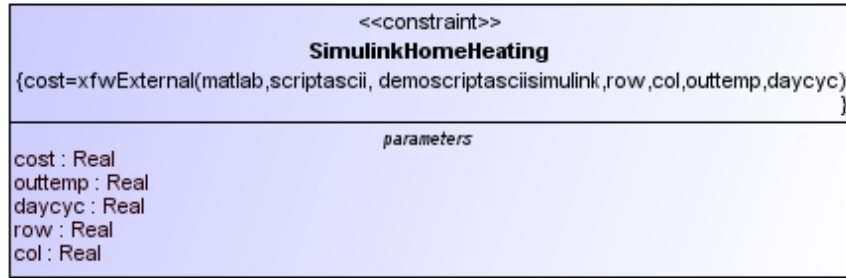 <<constraint>>
SimulinkHomeHeating
{cost=xfwExternal(matlab,scriptascii, demoscriptasciisimulink,row,col,outtemp,daycyc)
}
parameters
cost : Real
outtemp : Real
daycyc : Real
row : Real
col : Real